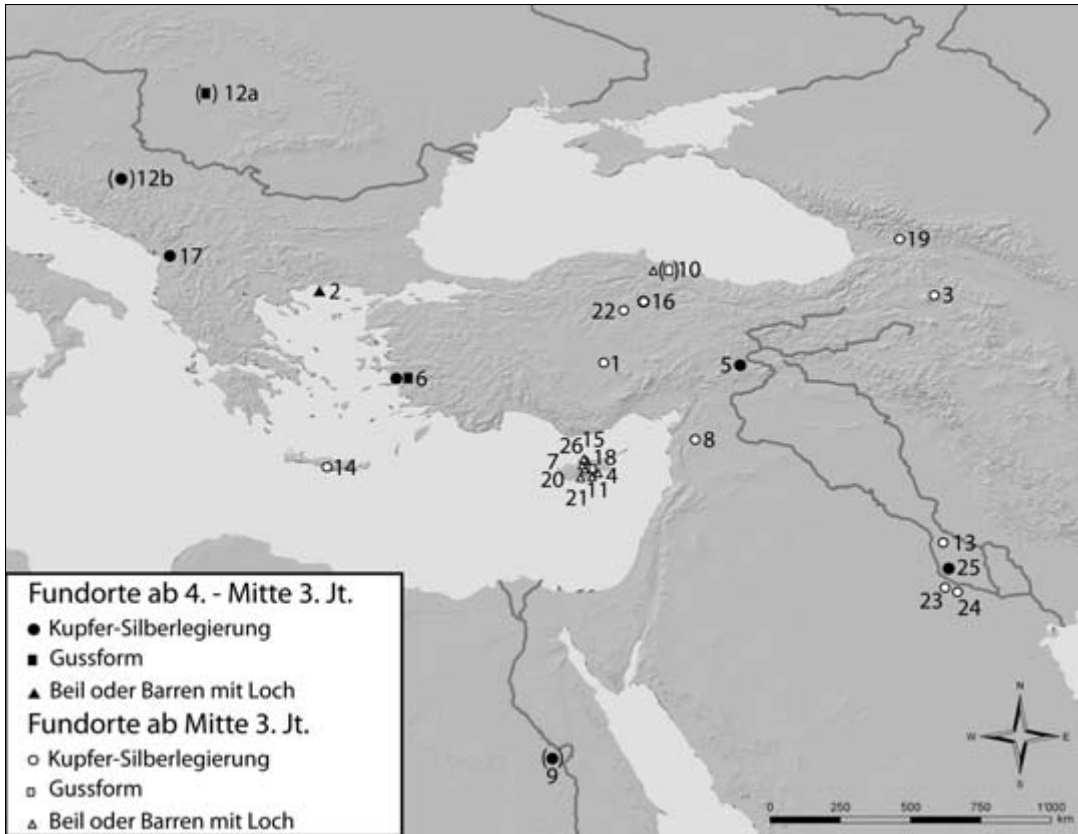 ( ) 12a
( )12b
17
2
19
( )10
3
16
22
1
5
6
8
15
26
18
7
14
4
20
11
21
13
25
23
24
( )
9
Fundorte ab 4. - Mitte 3. Jt.
Kupfer-Silberlegierung
Gussform
Beil oder Barren mit Loch
Fundorte ab Mitte 3. Jt.
Kupfer-Silberlegierung
Gussform
Beil oder Barren mit Loch
N
W E
S
0 250 500 750 1'000
km